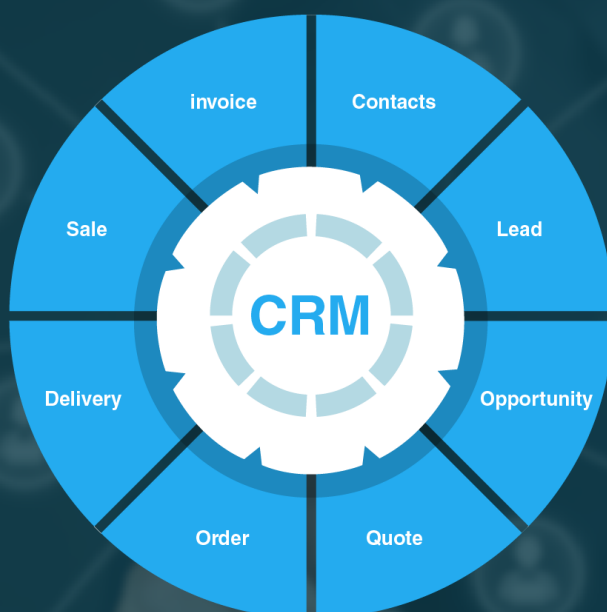 invoice
Contacts
Sale
Lead
CRM
Delivery
Opportunity
Order
Quote